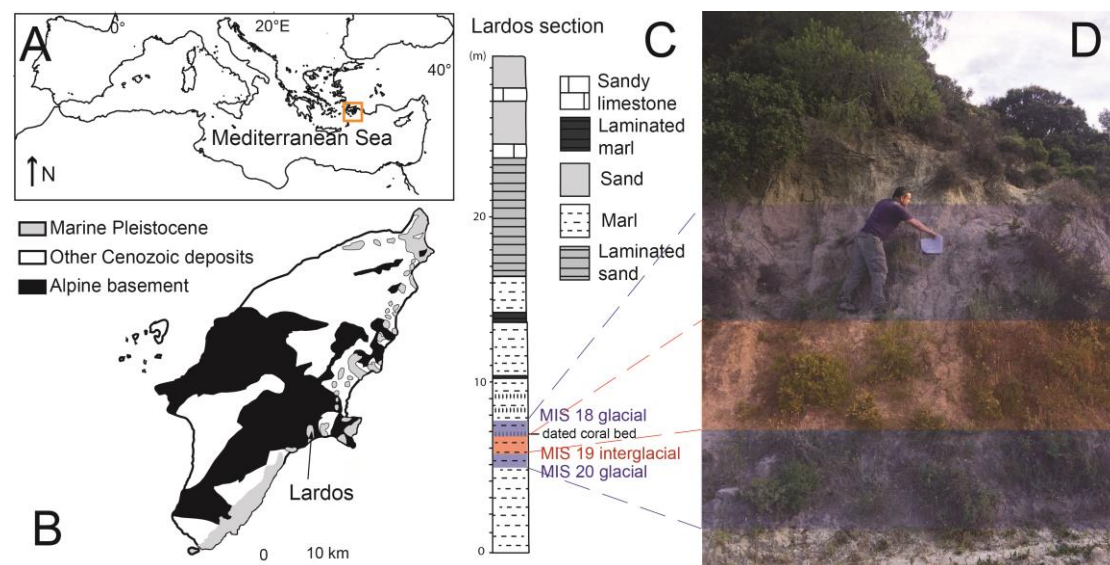 A
0°
20°E
40°
Mediterranean Sea
N
Marine Pleistocene
Other Cenozoic deposits
Alpine basement
Lardos
B
0 10 km
Lardos section
C
(m)
20
10
0
Sandy
limestone
Laminated
marl
Sand
Marl
Laminated
sand
MIS 18 glacial
dated coral bed
MIS 19 interglacial
MIS 20 glacial
D